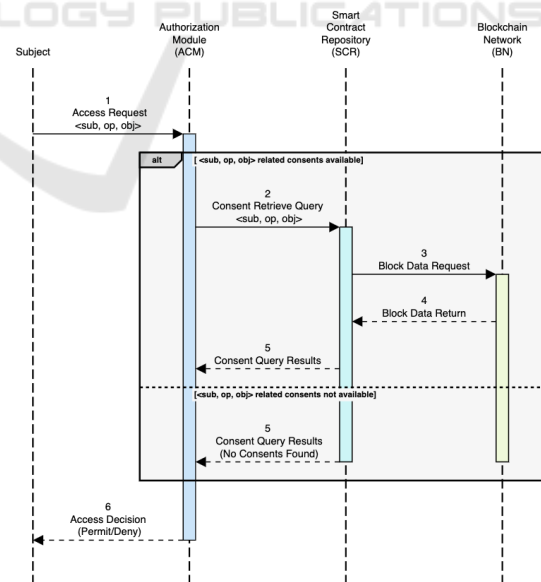 LOGY PUBLICATIONS
Subject
Authorization
Module
(ACM)
Smart
Contract
Repository
(SCR)
Blockchain
Network
(BN)
1
Access Request
<sub, op, obj>
alt
[ <sub, op, obj> related consents available]
2
Consent Retrieve Query
<sub, op, obj>
3
Block Data Request
4
Block Data Return
5
Consent Query Results
[<sub, op, obj> related consents not available]
5
Consent Query Results
(No Consents Found)
6
Access Decision
(Permit/Deny)